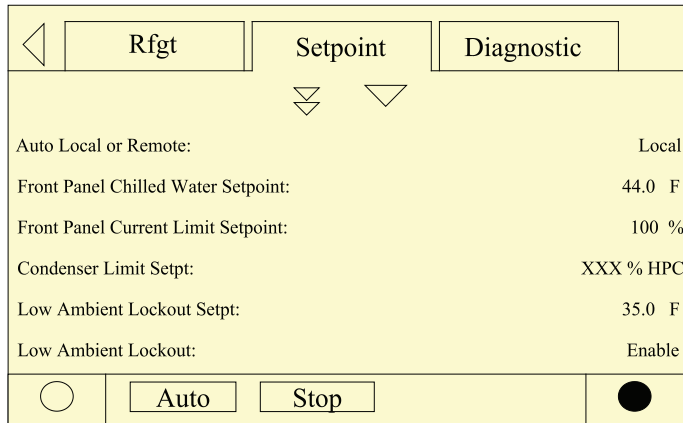 Rfgt Setpoint Diagnostic
Auto Local or Remote: Local
Front Panel Chilled Water Setpoint: 44.0 F
Front Panel Current Limit Setpoint: 100 %
Condenser Limit Setpt: XXX % HPC
Low Ambient Lockout Setpt: 35.0 F
Low Ambient Lockout: Enable
Auto Stop